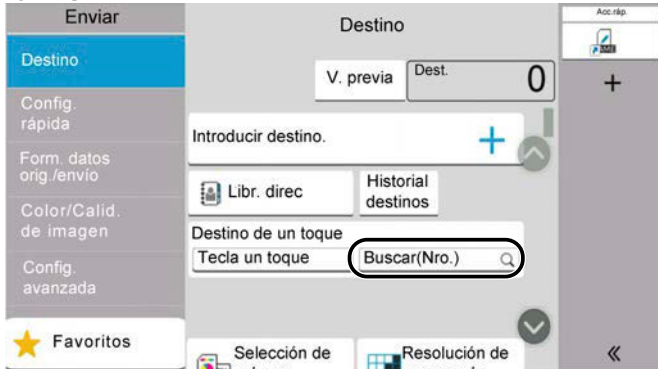 Enviar
Destino
Config.
rápida
Form. datos
orig./envío
Color/Calid.
de imagen
Config.
avanzada
Favoritos
Destino
V. previa
Dest.
0
Introducir destino.
Libr. direc
Historial
destinos
Destino de un toque
Tecla un toque
Buscar(Nro.)
Selección de
Resolución de
Acc.ráp.